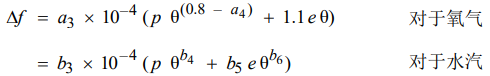 Δf = a₃ × 10⁻⁴ (p θ^(0.8 − a₄) + 1.1 e θ) 对于氧气
= b₃ × 10⁻⁴ (p θ^b₄ + b₅ e θ^b₆) 对于水汽